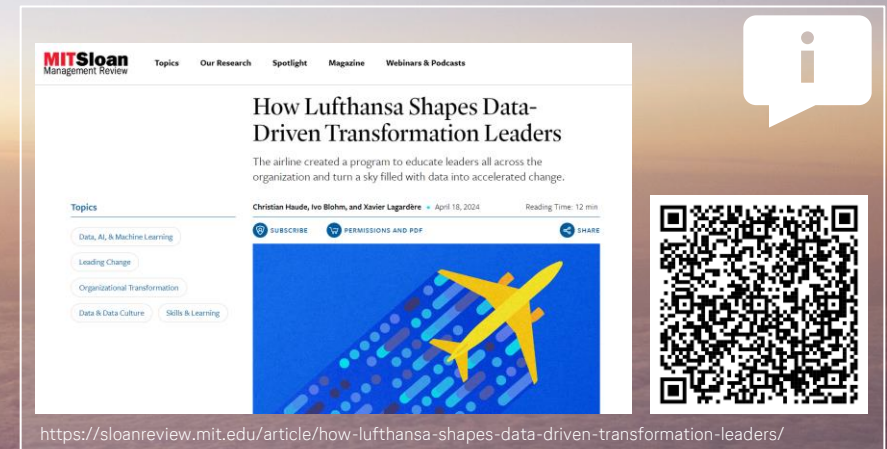 MITSloan
Management Review
Topics Our Research Spotlight Magazine Webinars & Podcasts
How Lufthansa Shapes Data-
Driven Transformation Leaders
The airline created a program to educate leaders all across the
organization and turn a sky filled with data into accelerated change.
Christian Haude, Ivo Blohm, and Xavier Lagardère • April 18, 2024 Reading Time: 12 min
SUBSCRIBE PERMISSIONS AND PDF SHARE
Topics
Data, AI, & Machine Learning
Leading Change
Organizational Transformation
Data & Data Culture Skills & Learning
i
https://sloanreview.mit.edu/article/how-lufthansa-shapes-data-driven-transformation-leaders/